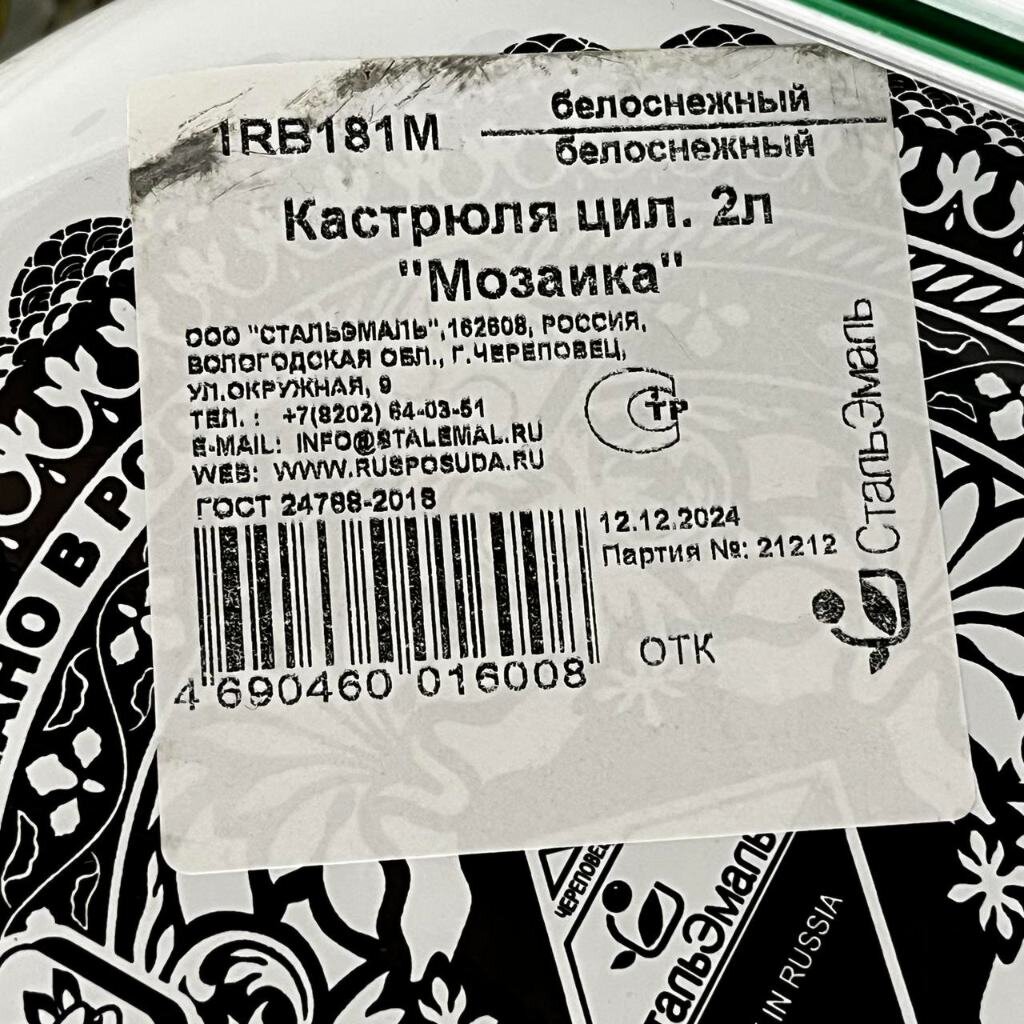 1RB181M
белоснежный
белоснежный
Кастрюля цил. 2л
"Мозаика"
ООО "СТАЛЬЭМАЛЬ",162608, РОССИЯ,
ВОЛОГОДСКАЯ ОБЛ., Г.ЧЕРЕПОВЕЦ,
УЛ.ОКРУЖНАЯ, 9
ТЕЛ. : +7(8202) 64-03-51
E-MAIL: INFO@STALEMAL.RU
WEB: WWW.RUSPOSUDA.RU
ГОСТ 24788-2018
12.12.2024
Партия №: 21212
ОТК
4 690460 016008
СтальЭмаль
IN RUSSIA